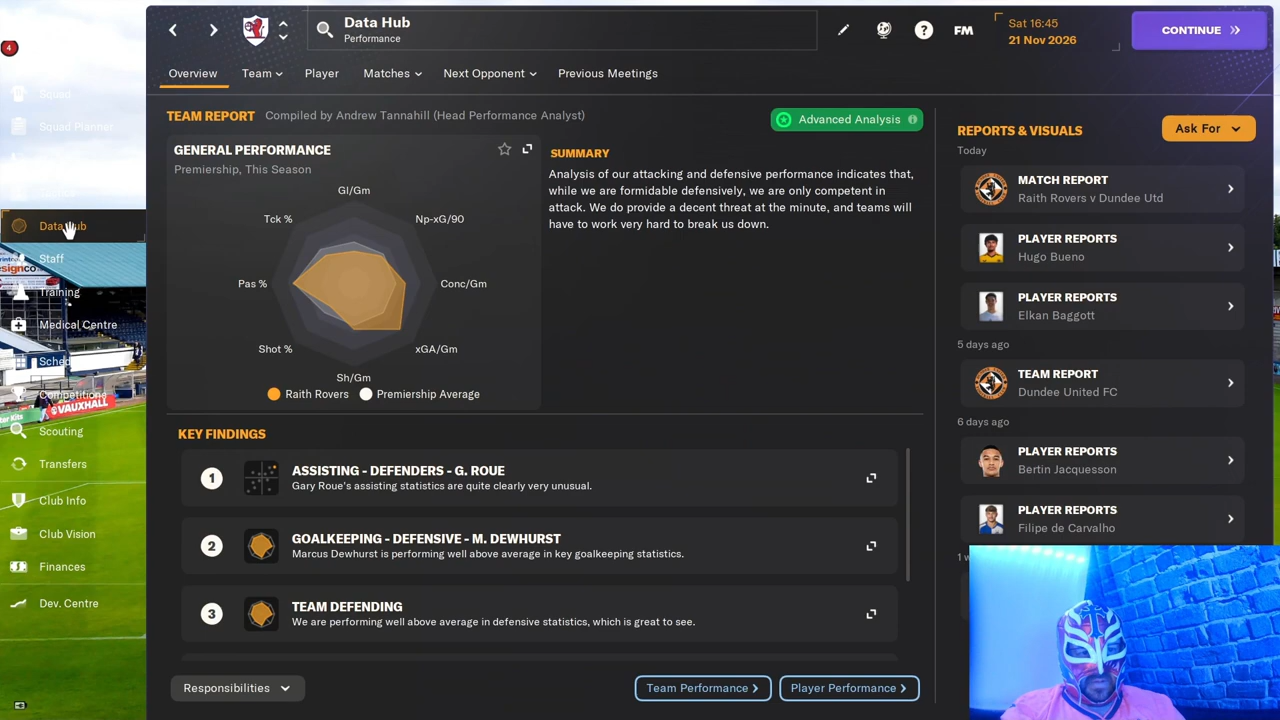 Data Hub
Performance
FM
Sat 16:45
21 Nov 2026
CONTINUE
4
Overview
Team
Player
Matches
Next Opponent
Previous Meetings
Squad
Squad Planner
Data Hub
Staff
Training
Medical Centre
Sched
Competitions
Scouting
Transfers
Club Info
Club Vision
Finances
Dev. Centre
VAUXHALL
TEAM REPORT Compiled by Andrew Tannahill (Head Performance Analyst)
Advanced Analysis
GENERAL PERFORMANCE
Premiership, This Season
Gl/Gm
Tck %
Np-xG/90
Pas %
Conc/Gm
Shot %
xGA/Gm
Sh/Gm
Raith Rovers
Premiership Average
SUMMARY
Analysis of our attacking and defensive performance indicates that,
while we are formidable defensively, we are only competent in
attack. We do provide a decent threat at the minute, and teams will
have to work very hard to break us down.
KEY FINDINGS
1
ASSISTING - DEFENDERS - G. ROUE
Gary Roue's assisting statistics are quite clearly very unusual.
2
GOALKEEPING - DEFENSIVE - M. DEWHURST
Marcus Dewhurst is performing well above average in key goalkeeping statistics.
3
TEAM DEFENDING
We are performing well above average in defensive statistics, which is great to see.
Responsibilities
Team Performance
Player Performance
REPORTS & VISUALS
Ask For
Today
MATCH REPORT
Raith Rovers v Dundee Utd
PLAYER REPORTS
Hugo Bueno
PLAYER REPORTS
Elkan Baggott
5 days ago
TEAM REPORT
Dundee United FC
6 days ago
PLAYER REPORTS
Bertin Jacquesson
PLAYER REPORTS
Filipe de Carvalho